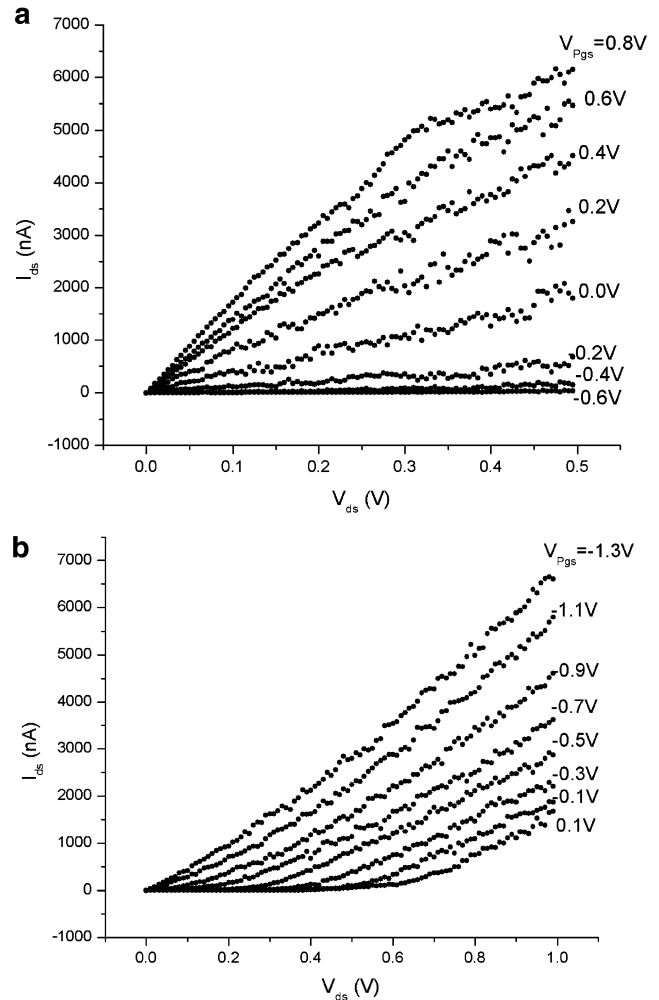 a
7000
6000
5000
4000
3000
2000
1000
0
-1000
I_ds (nA)
V_Pgs=0.8V
0.6V
0.4V
0.2V
0.0V
0.2V
-0.4V
-0.6V
0.0 0.1 0.2 0.3 0.4 0.5
V_ds (V)
b
7000
6000
5000
4000
3000
2000
1000
0
-1000
I_ds (nA)
V_Pgs=-1.3V
-1.1V
-0.9V
-0.7V
-0.5V
-0.3V
-0.1V
0.1V
0.0 0.2 0.4 0.6 0.8 1.0
V_ds (V)